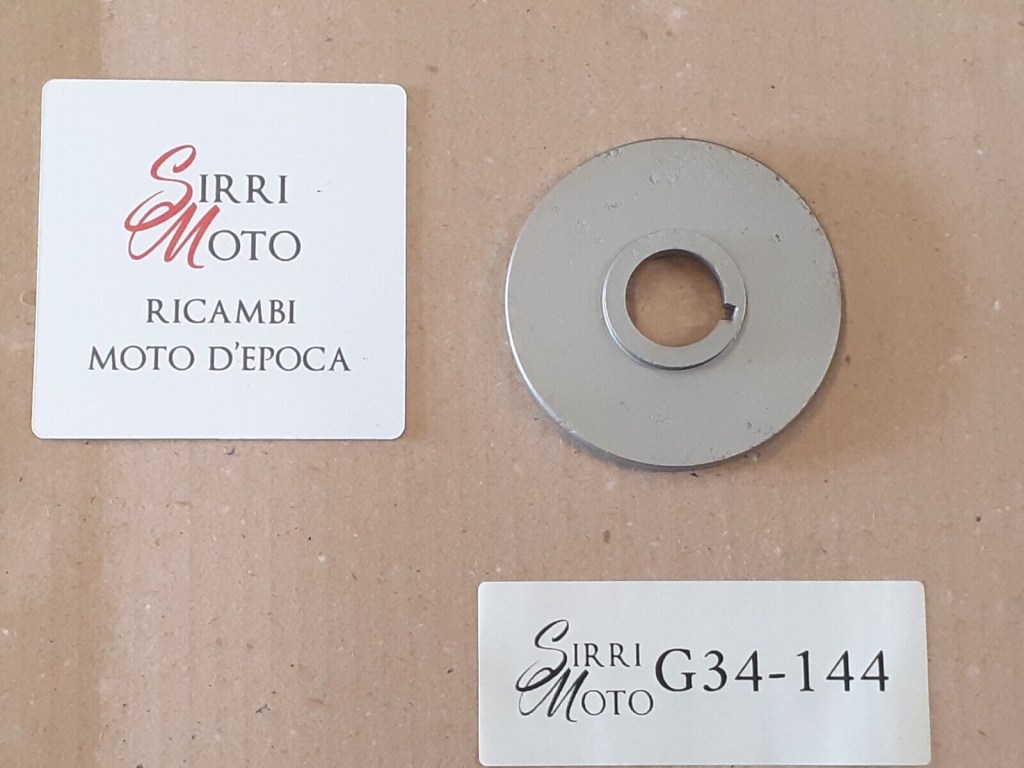 SIRRI
MOTO
RICAMBI
MOTO D'EPOCA
SIRRI
MOTO
G34-144